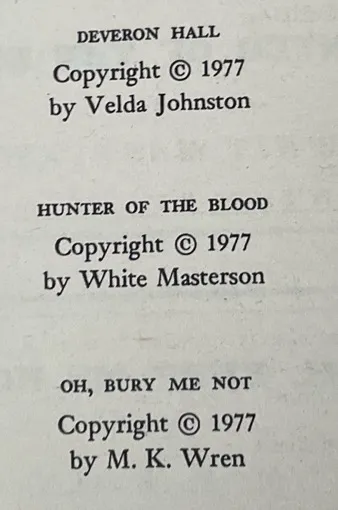 DEVERON HALL
Copyright © 1977
by Velda Johnston
HUNTER OF THE BLOOD
Copyright © 1977
by White Masterson
OH, BURY ME NOT
Copyright © 1977
by M. K. Wren